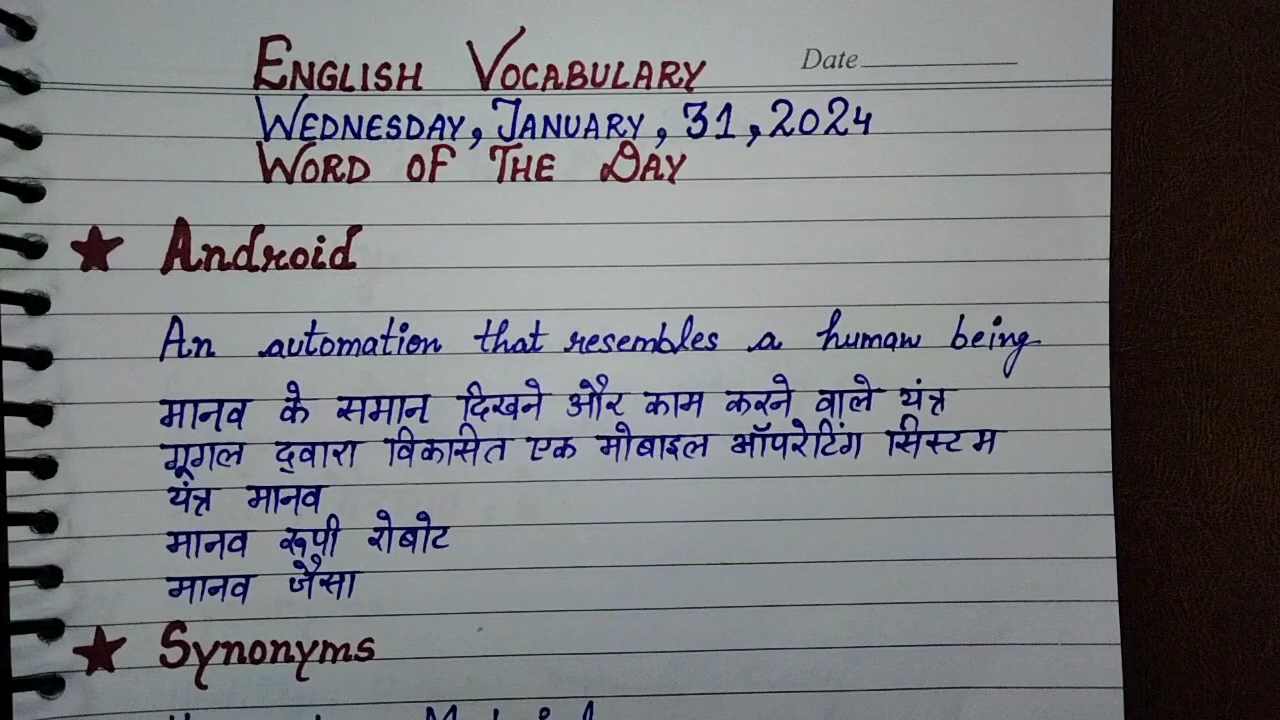 ENGLISH VOCABULARY
Date
WEDNESDAY, JANUARY, 31, 2024
WORD OF THE DAY
★ Android
An automation that resembles a human being
मानव के समान दिखने और काम करने वाले यंत्र
गूगल द्वारा विकासित एक मोबाइल ऑपरेटिंग सिस्टम
यंत्र मानव
मानव रूपी रोबोट
मानव जैसा
★ Synonyms